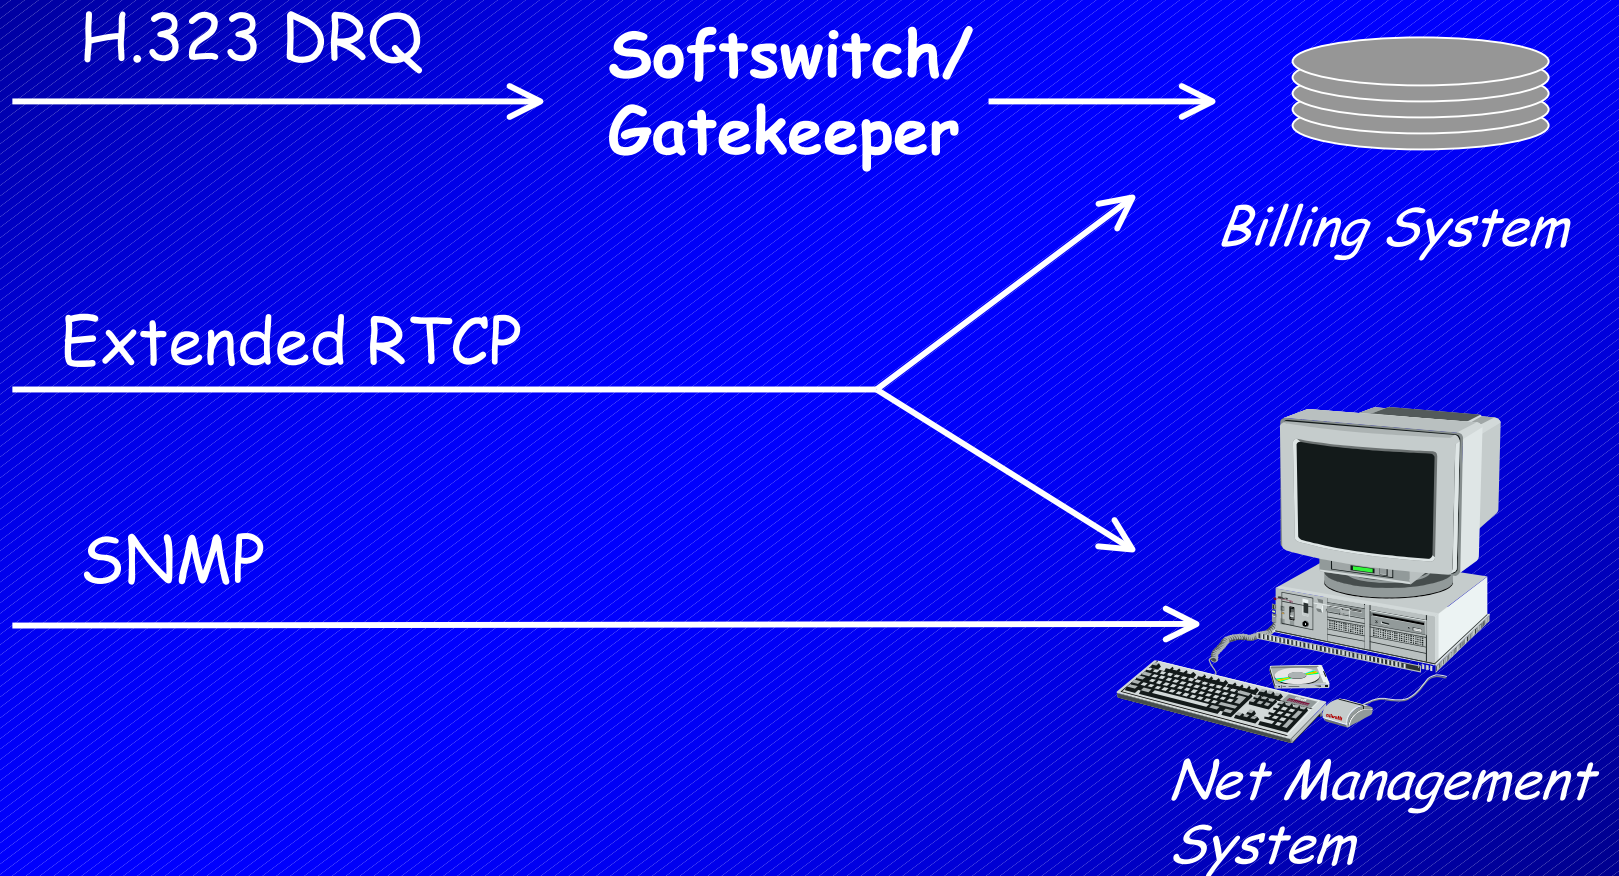 H.323 DRQ
Softswitch/
Gatekeeper
Billing System
Extended RTCP
SNMP
Net Management
System